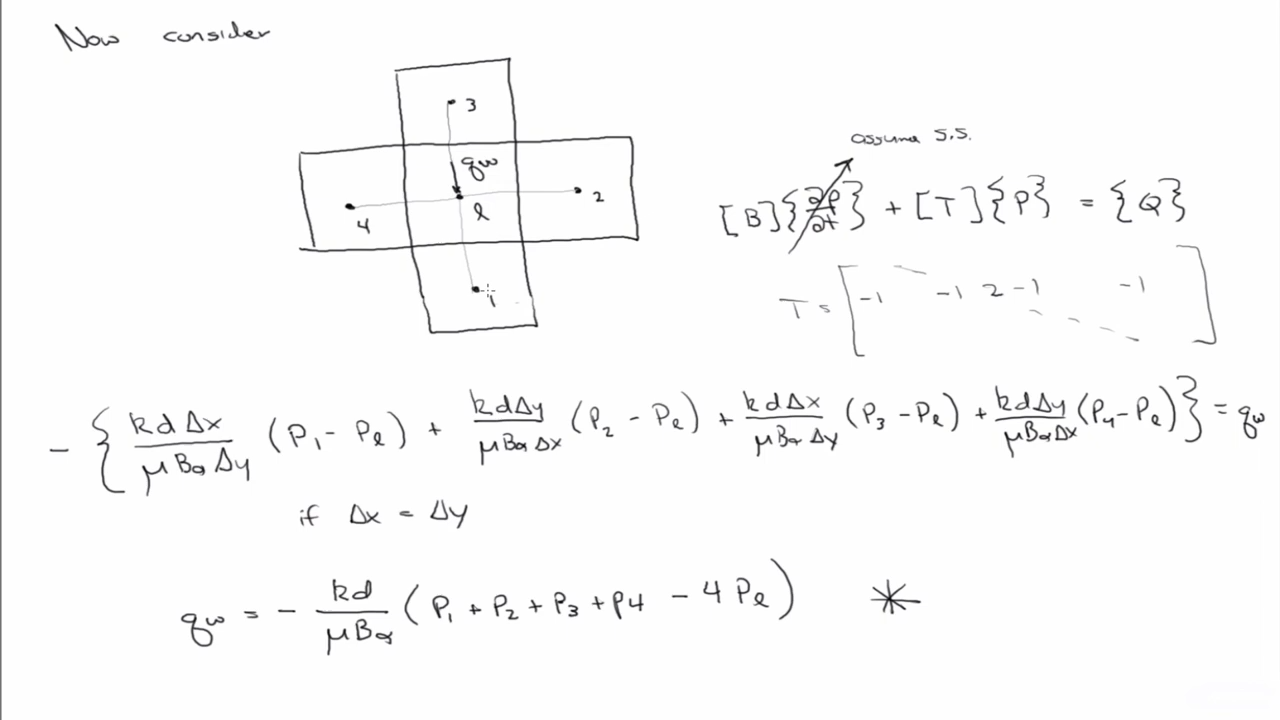 Now consider
3
qw
4
l
2
1
assume S.S.
[B]{∂P/∂t} + [T]{P} = {Q}
T = [-1 -1 2 -1 -1]
- { kdΔx/μBαΔy (P₁ - Pₗ) + kdΔy/μBαΔx (P₂ - Pₗ) + kdΔx/μBαΔy (P₃ - Pₗ) + kdΔy/μBαΔx (P₄ - Pₗ) } = qw
if Δx = Δy
qw = - kd/μBα (P₁ + P₂ + P₃ + P4 - 4Pₗ) *